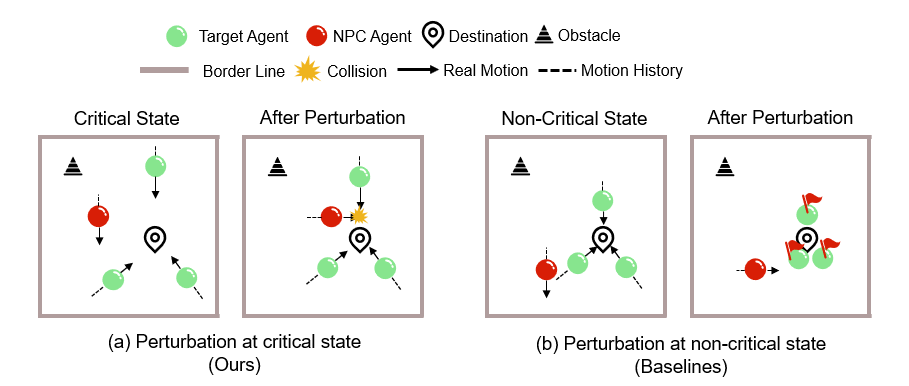 Target Agent NPC Agent Destination Obstacle
Border Line Collision Real Motion Motion History
Critical State After Perturbation Non-Critical State After Perturbation
(a) Perturbation at critical state
(Ours)
(b) Perturbation at non-critical state
(Baselines)